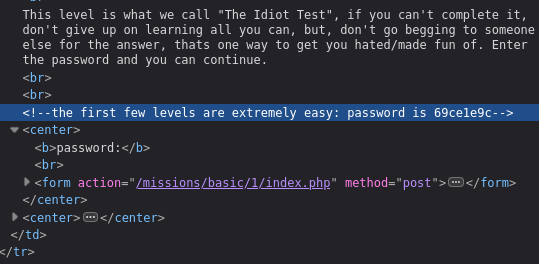 <br>
This level is what we call "The Idiot Test", if you can't complete it,
don't give up on learning all you can, but, don't go begging to someone
else for the answer, thats one way to get you hated/made fun of. Enter
the password and you can continue.
<br>
<br>
<!--the first few levels are extremely easy: password is 69ce1e9c-->
<center>
<b>password:</b>
<br>
<form action="/missions/basic/1/index.php" method="post">…</form>
</center>
<center>…</center>
</td>
</tr>